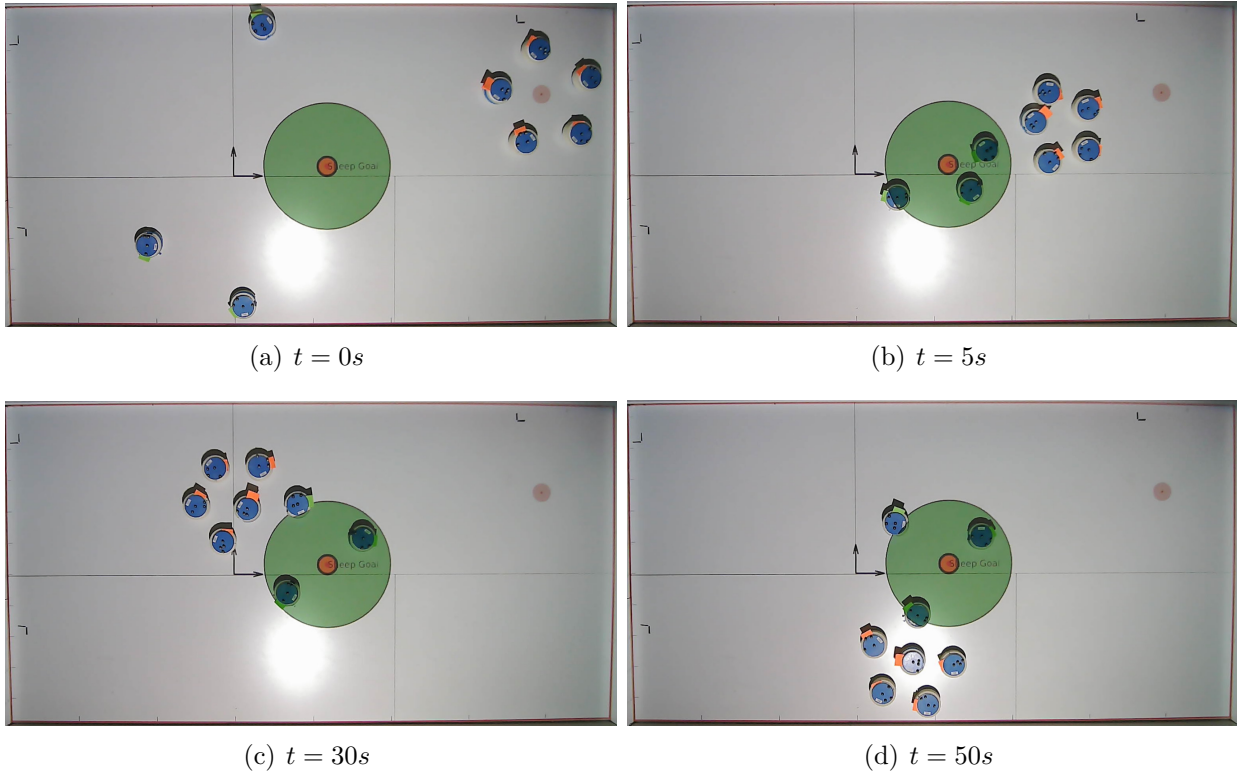 Sheep Goal
(a) t = 0s
Sheep Goal
(b) t = 5s
Sheep Goal
(c) t = 30s
Sheep Goal
(d) t = 50s